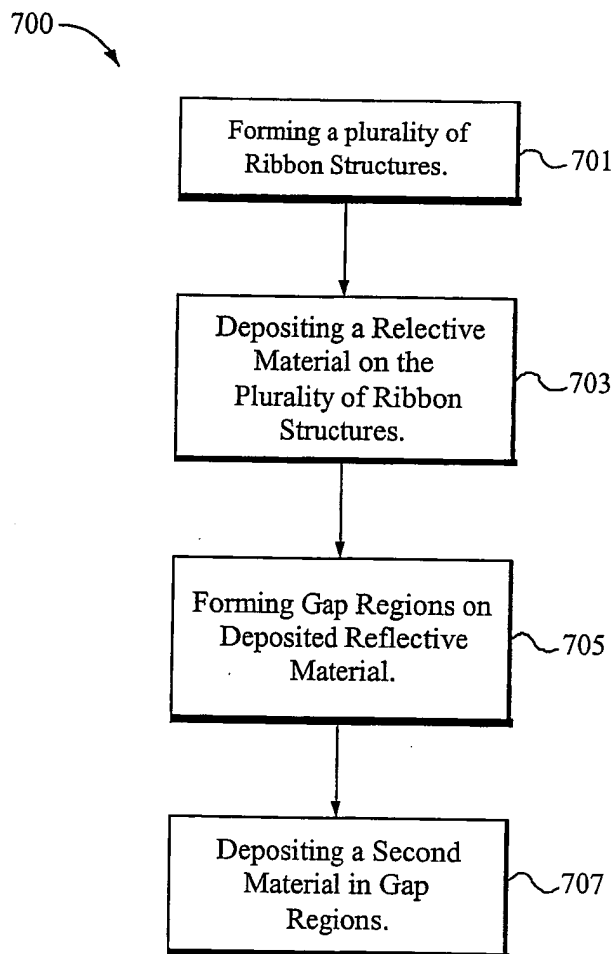 700
Forming a plurality of
Ribbon Structures.
701
Depositing a Relective
Material on the
Plurality of Ribbon
Structures.
703
Forming Gap Regions on
Deposited Reflective
Material.
705
Depositing a Second
Material in Gap
Regions.
707